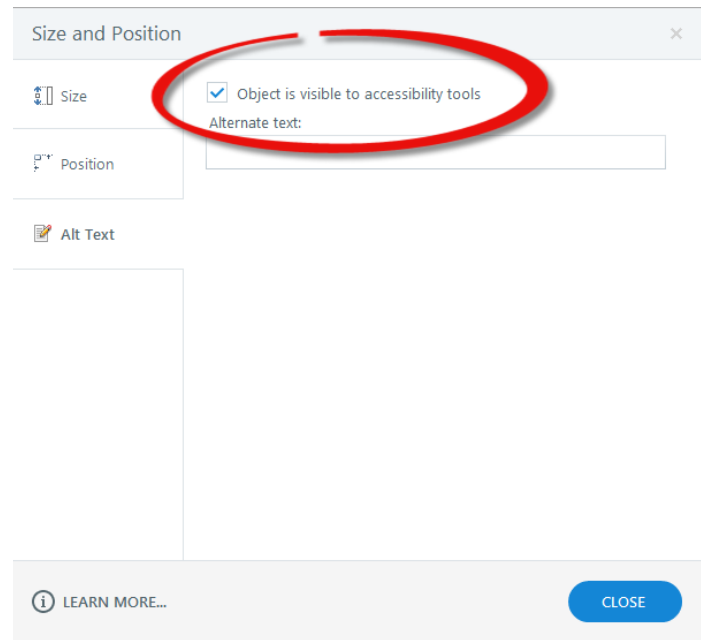 Size and Position
Size
Object is visible to accessibility tools
Alternate text:
Position
Alt Text
LEARN MORE...
CLOSE